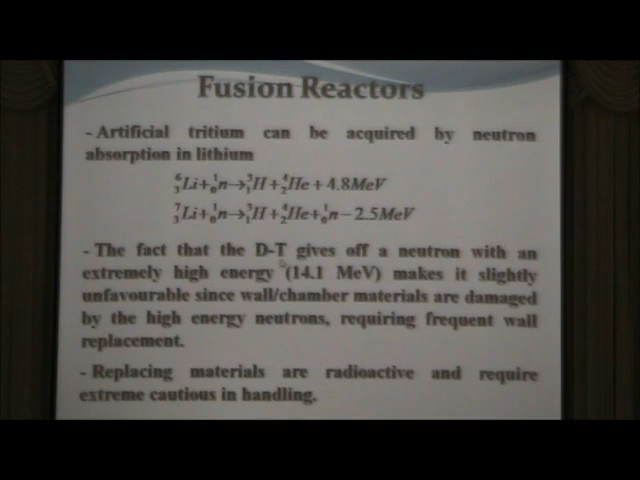 Fusion Reactors
- Artificial tritium can be acquired by neutron
absorption in lithium
⁶₃Li+¹₀n→³₁H+⁴₂He+4.8MeV
⁷₃Li+¹₀n→³₁H+⁴₂He+¹₀n−2.5MeV
- The fact that the D-T gives off a neutron with an
extremely high energy (14.1 MeV) makes it slightly
unfavourable since wall/chamber materials are damaged
by the high energy neutrons, requiring frequent wall
replacement.
- Replacing materials are radioactive and require
extreme cautious in handling.